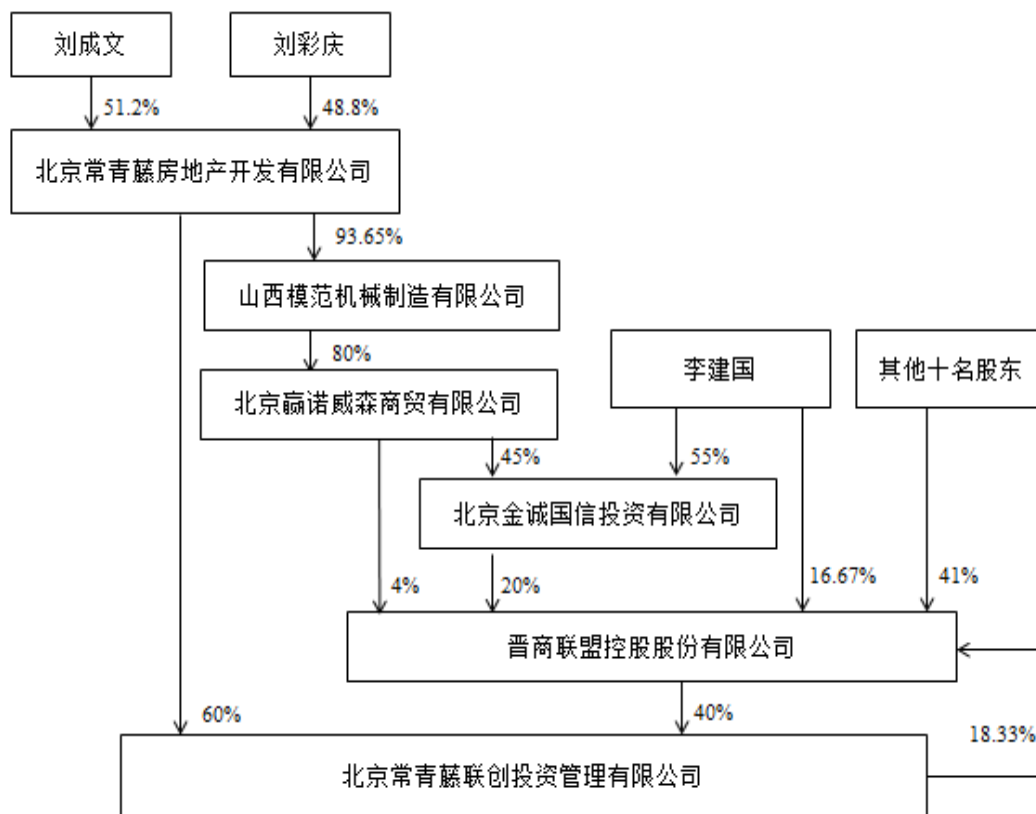 刘成文
刘彩庆
51.2%
48.8%
北京常青藤房地产开发有限公司
93.65%
山西模范机械制造有限公司
80%
李建国
其他十名股东
北京赢诺威森商贸有限公司
45%
55%
北京金诚国信投资有限公司
4%
20%
16.67%
41%
晋商联盟控股股份有限公司
60%
40%
18.33%
北京常青藤联创投资管理有限公司